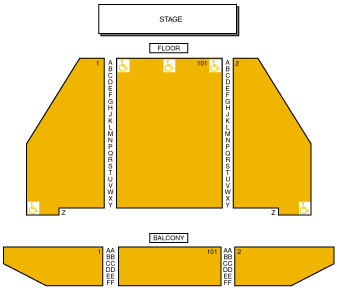 STAGE
FLOOR
1 101 2
A A
B B
C C
D D
E E
F F
G G
H H
J J
K K
L L
M M
N N
P P
Q Q
R R
S S
T T
U U
V V
W W
X X
Y Y
Z Z
BALCONY
1 AA 101 AA 2
BB BB
CC CC
DD DD
EE EE
FF FF